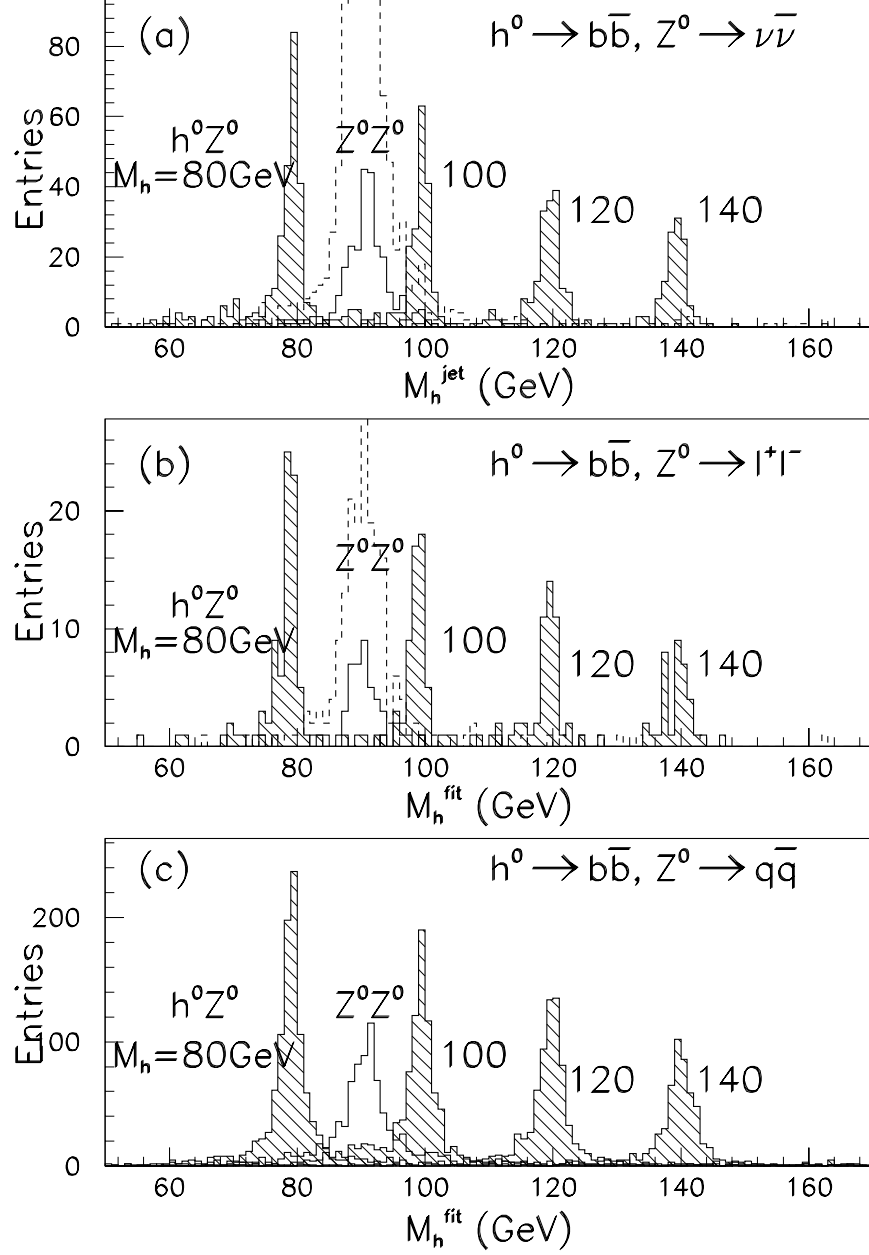 (a) h⁰ → bb̅, Z⁰ → νν̅
Entries
80
60
40
20
0
h⁰Z⁰
Mₕ=80GeV
Z⁰Z⁰
100
120
140
60 80 100 120 140 160
Mₕʲᵉᵗ (GeV)
(b) h⁰ → bb̅, Z⁰ → l⁺l⁻
Entries
20
10
0
h⁰Z⁰
Mₕ=80GeV
Z⁰Z⁰
100
120
140
60 80 100 120 140 160
Mₕᶠⁱᵗ (GeV)
(c) h⁰ → bb̅, Z⁰ → qq̅
Entries
200
100
0
h⁰Z⁰
Mₕ=80GeV
Z⁰Z⁰
100
120
140
60 80 100 120 140 160
Mₕᶠⁱᵗ (GeV)